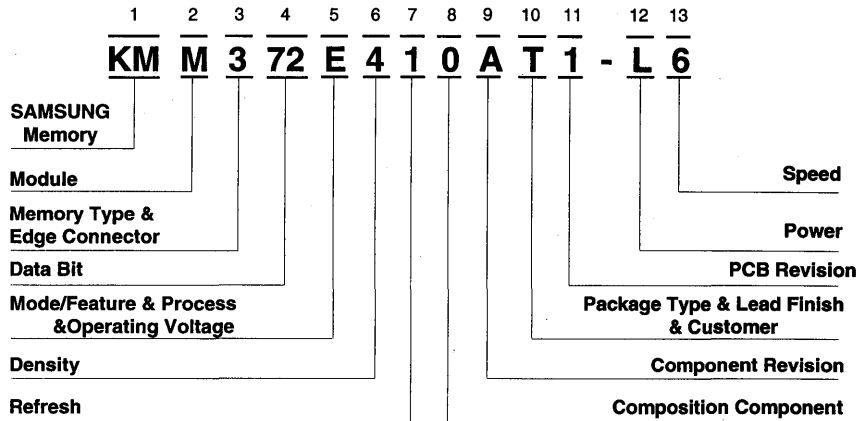 1 2 3 4 5 6 7 8 9 10 11 12 13
KM M 3 72 E 4 1 0 A T 1 - L 6
SAMSUNG
Memory
Module
Speed
Memory Type &
Edge Connector
Power
Data Bit
PCB Revision
Mode/Feature & Process
&Operating Voltage
Package Type & Lead Finish
& Customer
Density
Component Revision
Refresh
Composition Component